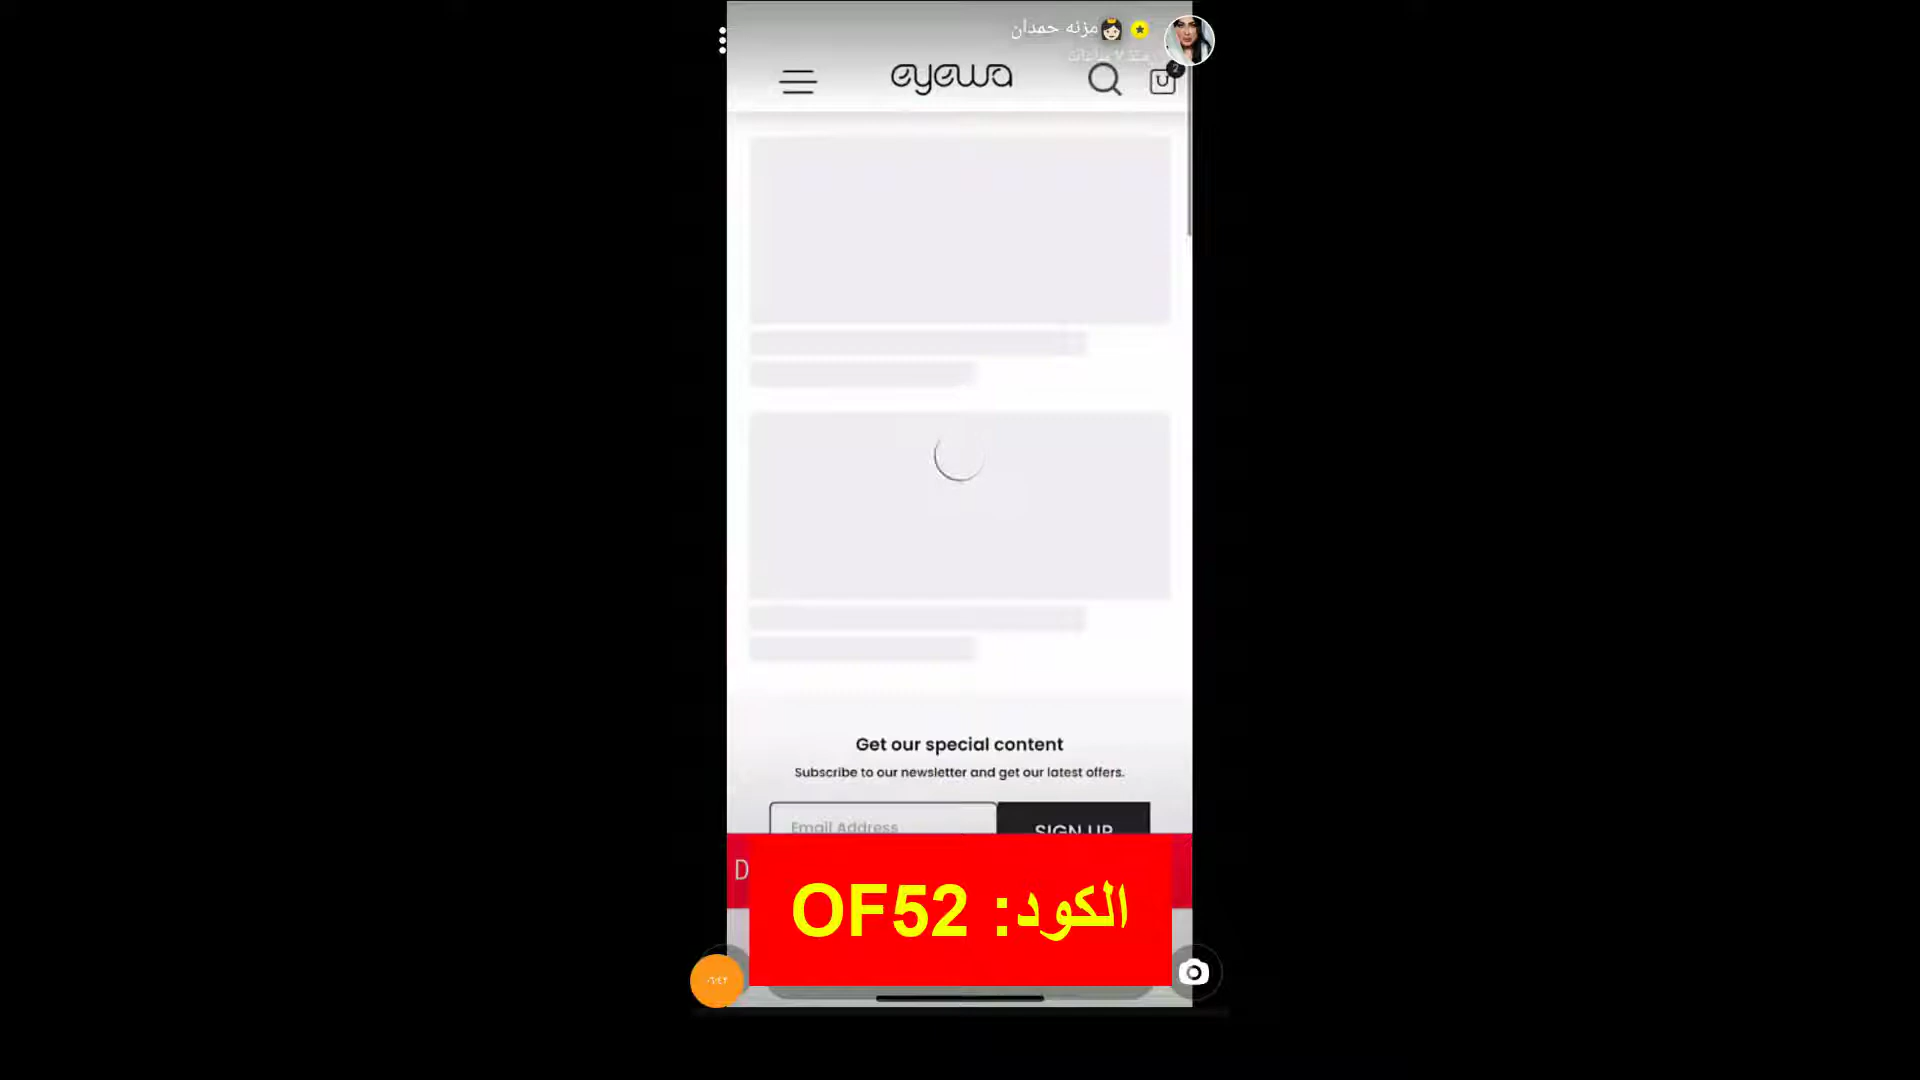 مزنه حمدان
eyewa
2
Get our special content
Subscribe to our newsletter and get our latest offers.
Email Address
SIGN UP
D
الكود: OF52